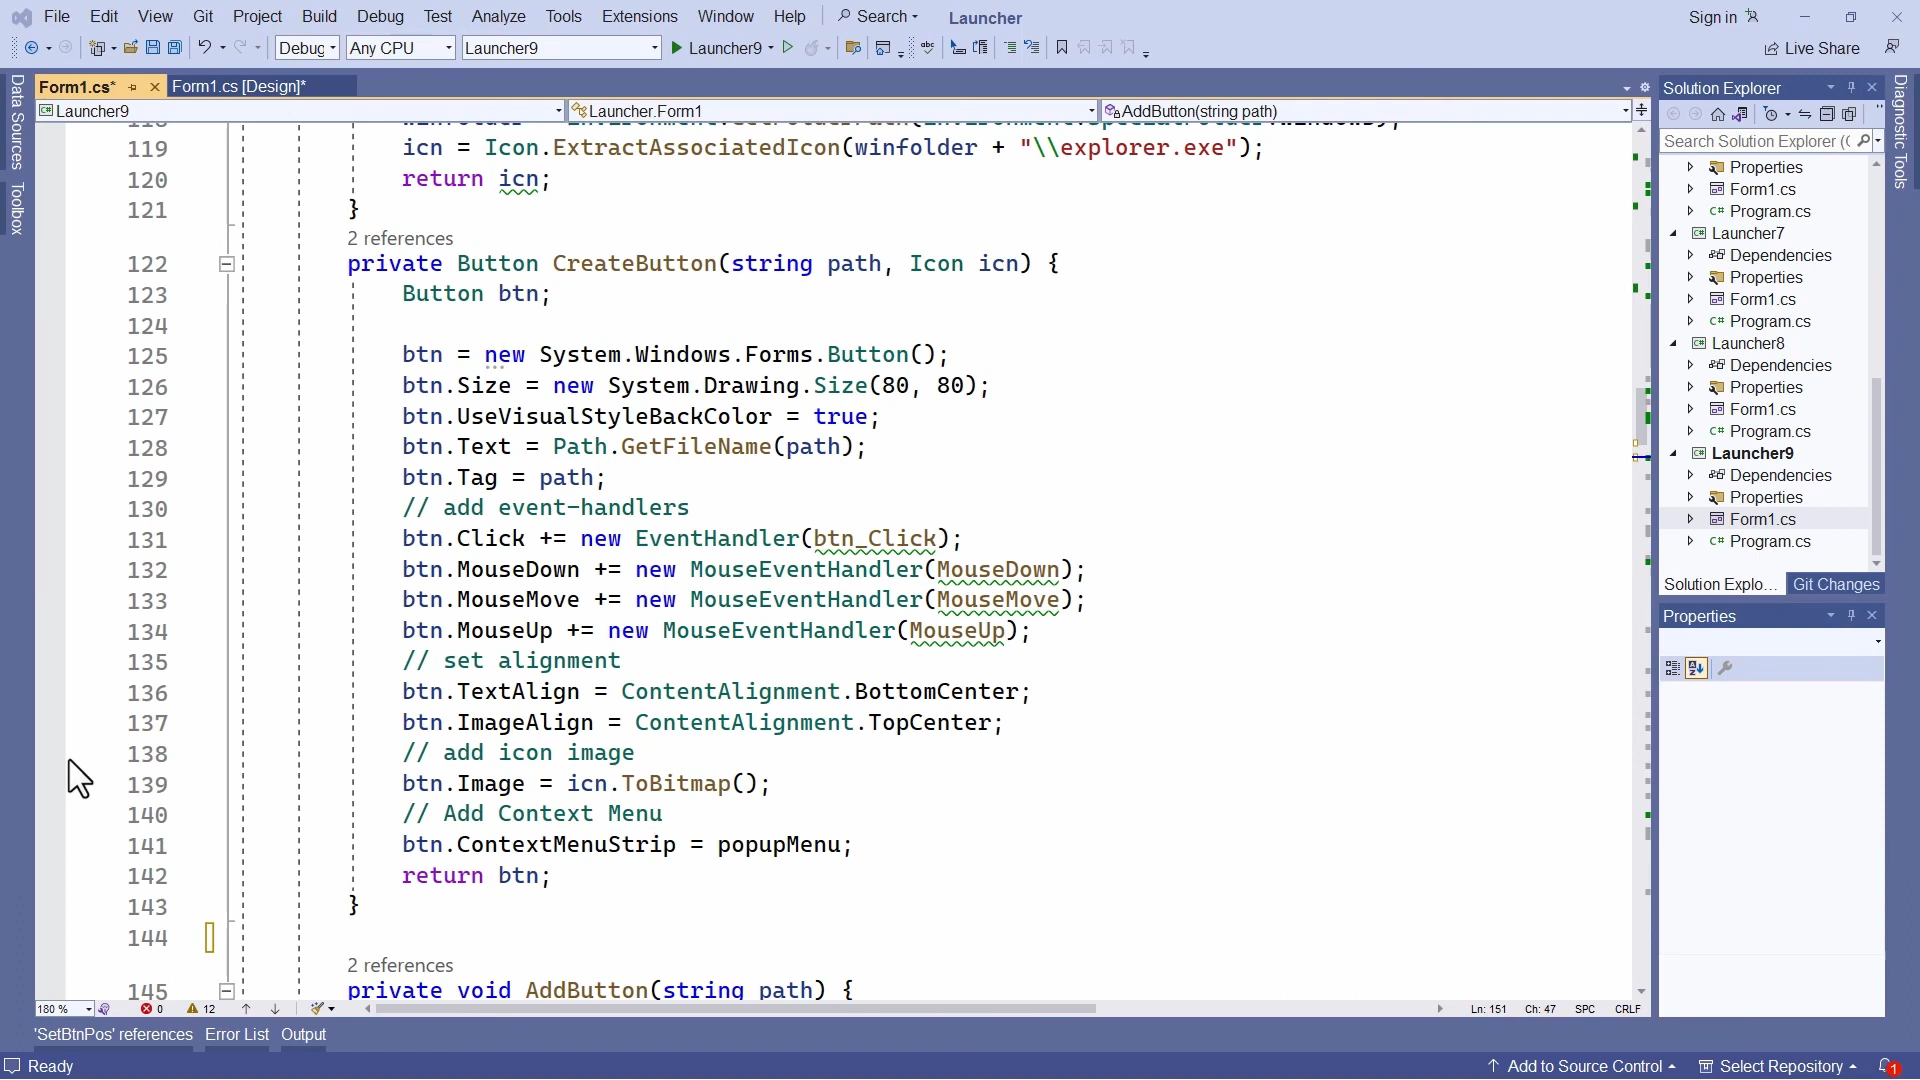 File Edit View Git Project Build Debug Test Analyze Tools Extensions Window Help Search Launcher Sign in
Debug Any CPU Launcher9 Launcher9 Live Share
Form1.cs* Form1.cs [Design]*
Launcher9 Launcher.Form1 AddButton(string path)
119 icn = Icon.ExtractAssociatedIcon(winfolder + "\\explorer.exe");
120 return icn;
121 }
2 references
122 private Button CreateButton(string path, Icon icn) {
123 Button btn;
124
125 btn = new System.Windows.Forms.Button();
126 btn.Size = new System.Drawing.Size(80, 80);
127 btn.UseVisualStyleBackColor = true;
128 btn.Text = Path.GetFileName(path);
129 btn.Tag = path;
130 // add event-handlers
131 btn.Click += new EventHandler(btn_Click);
132 btn.MouseDown += new MouseEventHandler(MouseDown);
133 btn.MouseMove += new MouseEventHandler(MouseMove);
134 btn.MouseUp += new MouseEventHandler(MouseUp);
135 // set alignment
136 btn.TextAlign = ContentAlignment.BottomCenter;
137 btn.ImageAlign = ContentAlignment.TopCenter;
138 // add icon image
139 btn.Image = icn.ToBitmap();
140 // Add Context Menu
141 btn.ContextMenuStrip = popupMenu;
142 return btn;
143 }
144
2 references
145 private void AddButton(string path) {
180 % 0 12 Ln: 151 Ch: 47 SPC CRLF
'SetBtnPos' references Error List Output
Ready Add to Source Control Select Repository 1
Data Sources
Toolbox
Solution Explorer
Search Solution Explorer (
Properties
Form1.cs
C# Program.cs
C# Launcher7
Dependencies
Properties
Form1.cs
C# Program.cs
C# Launcher8
Dependencies
Properties
Form1.cs
C# Program.cs
C# Launcher9
Dependencies
Properties
Form1.cs
C# Program.cs
Solution Explo... Git Changes
Properties
Diagnostic Tools